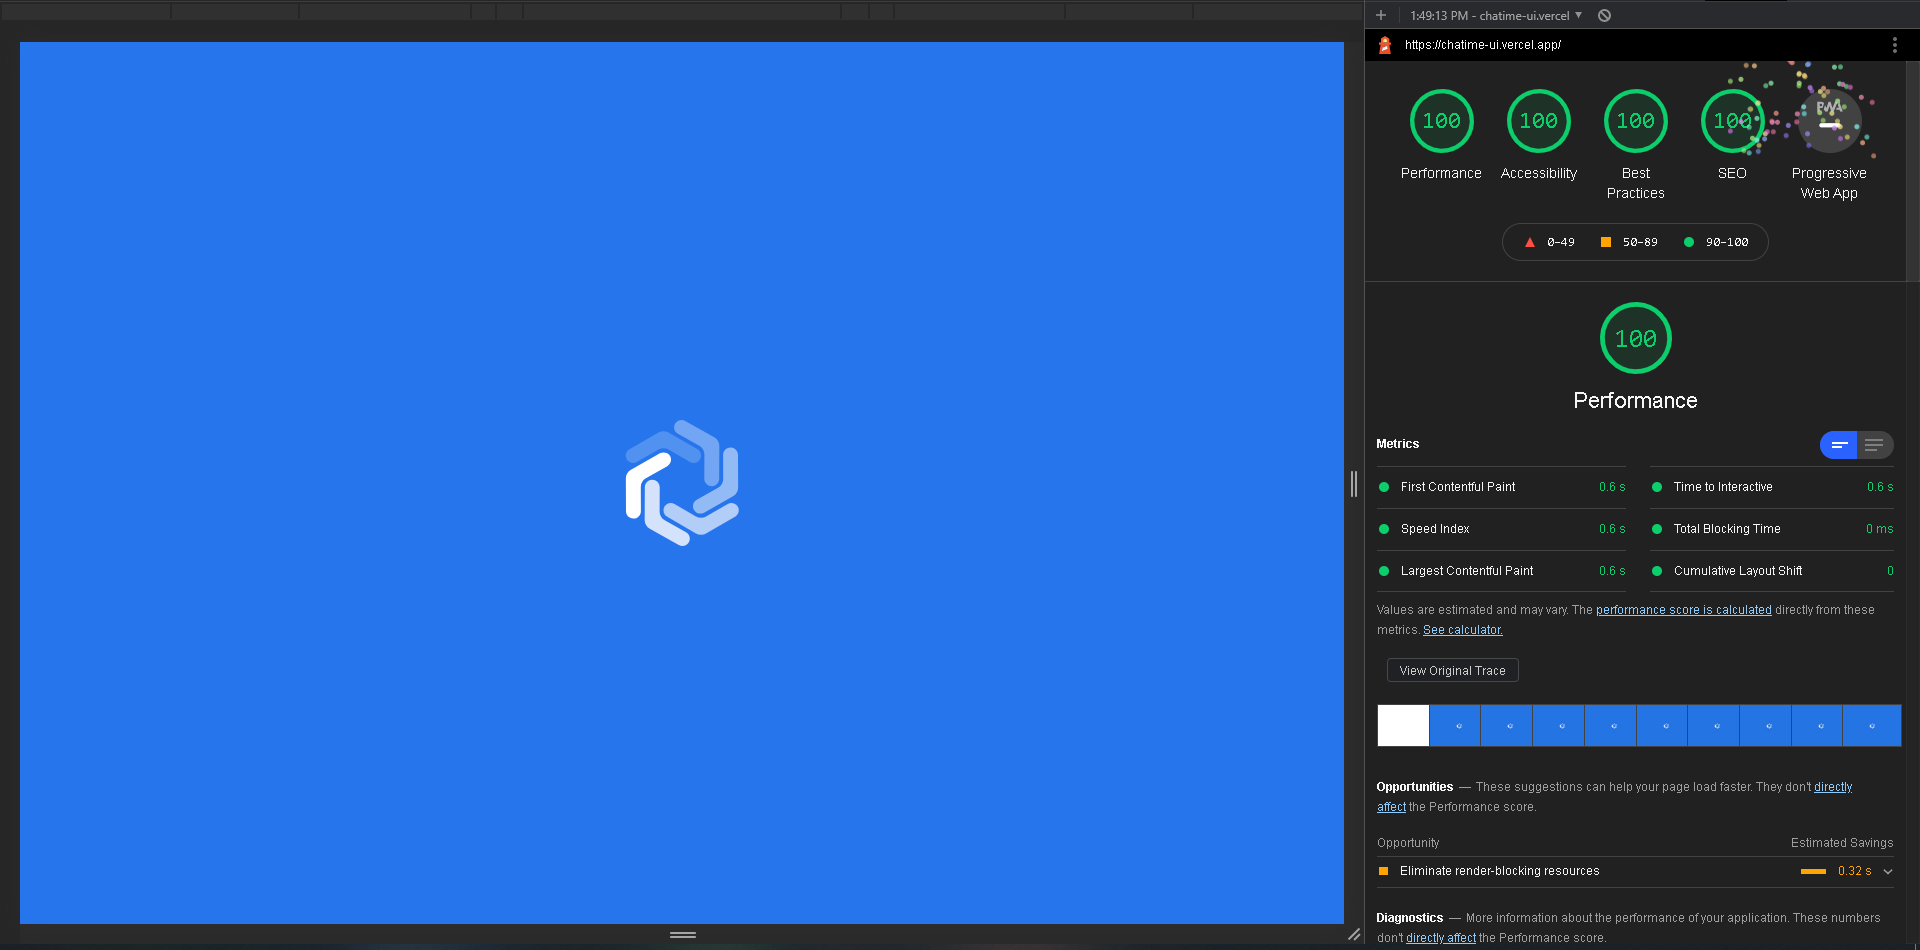 1:49:13 PM - chatime-ui.vercel
https://chatime-ui.vercel.app/
100 100 100 100 PWA
Performance Accessibility Best Practices SEO Progressive Web App
0–49 50–89 90–100
100
Performance
Metrics
First Contentful Paint 0.6 s Time to Interactive 0.6 s
Speed Index 0.6 s Total Blocking Time 0 ms
Largest Contentful Paint 0.6 s Cumulative Layout Shift 0
Values are estimated and may vary. The performance score is calculated directly from these
metrics. See calculator.
View Original Trace
Opportunities — These suggestions can help your page load faster. They don't directly
affect the Performance score.
Opportunity Estimated Savings
Eliminate render-blocking resources 0.32 s
Diagnostics — More information about the performance of your application. These numbers
don't directly affect the Performance score.